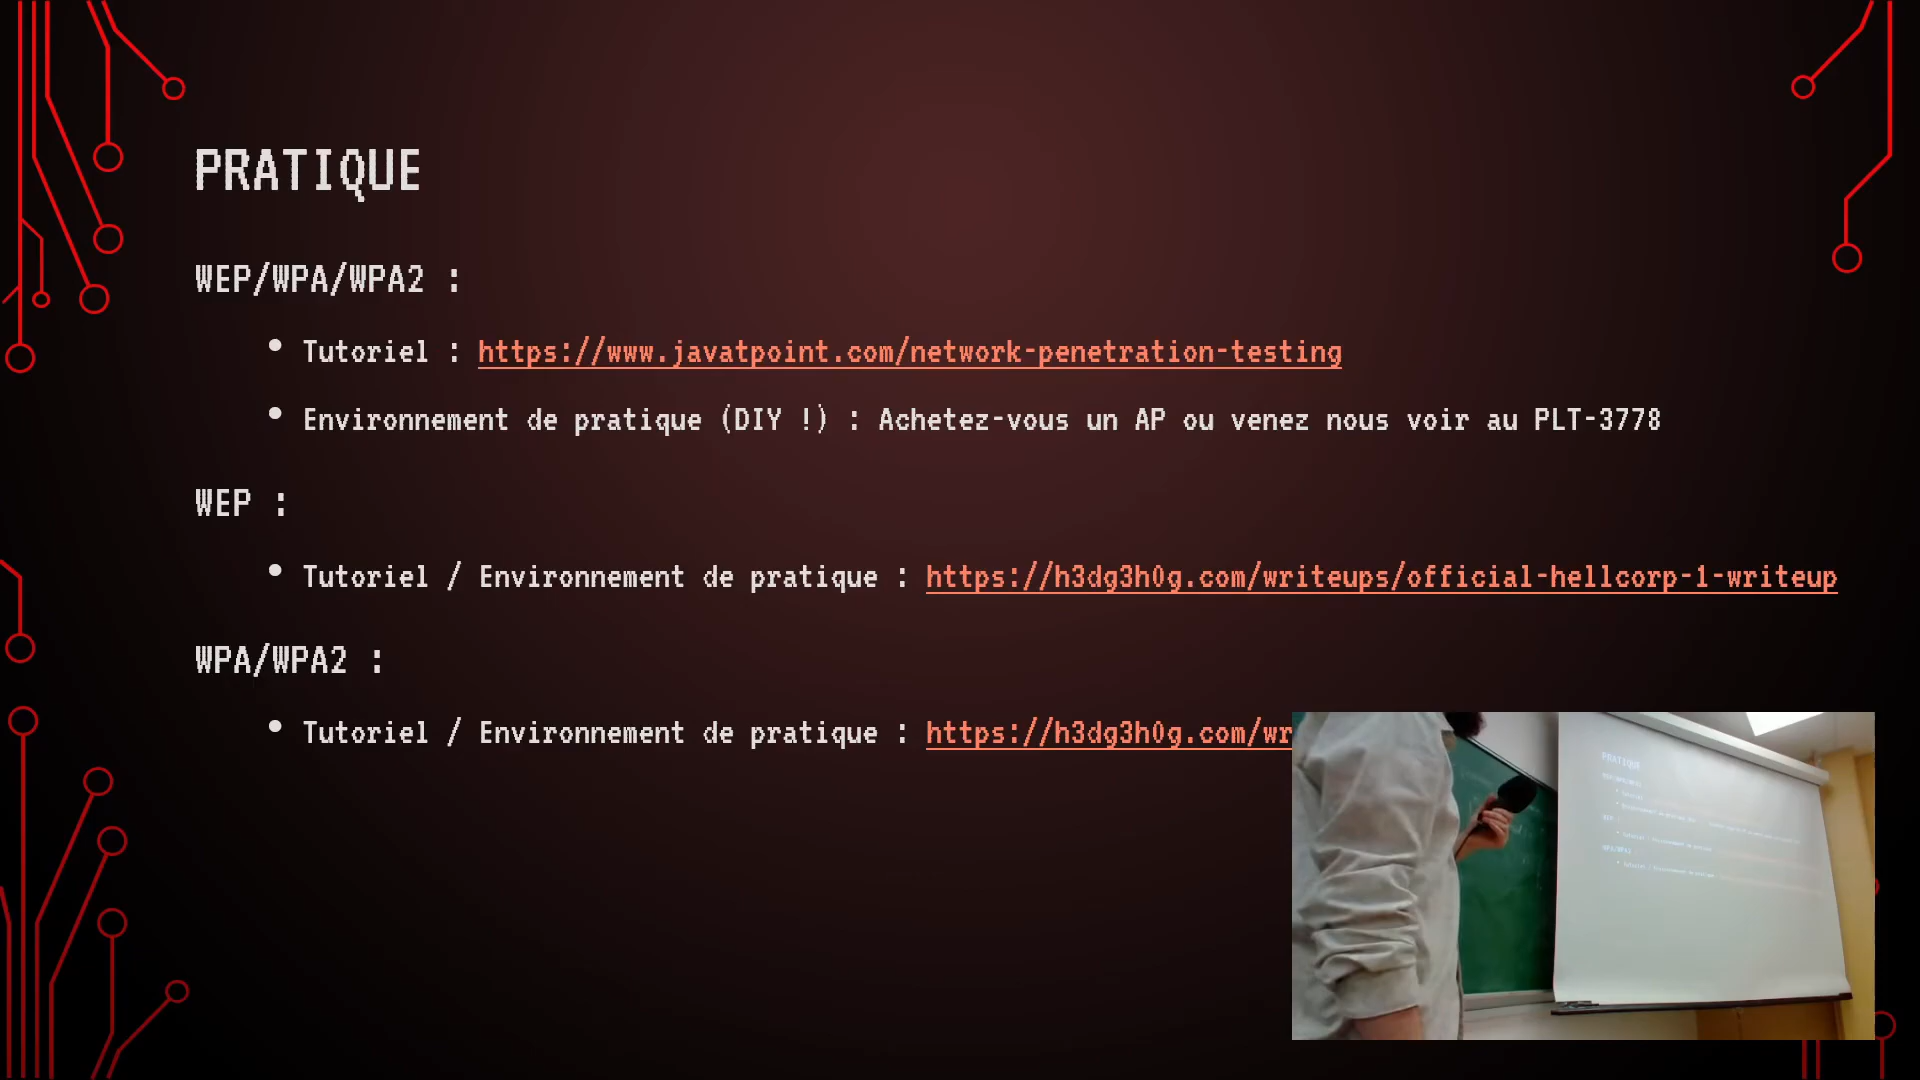 PRATIQUE
WEP/WPA/WPA2 :
• Tutoriel : https://www.javatpoint.com/network-penetration-testing
• Environnement de pratique (DIY !) : Achetez-vous un AP ou venez nous voir au PLT-3778
WEP :
• Tutoriel / Environnement de pratique : https://h3dg3h0g.com/writeups/official-hellcorp-1-writeup
WPA/WPA2 :
• Tutoriel / Environnement de pratique : https://h3dg3h0g.com/wr
PRATIQUE